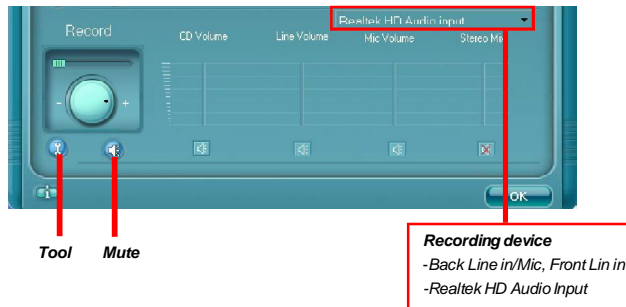 Realtek HD Audio input
Record
CD Volume
Line Volume
Mic Volume
Stereo Mix
-
+
i
OK
Tool
Mute
Recording device
-Back Line in/Mic, Front Lin in
-Realtek HD Audio Input